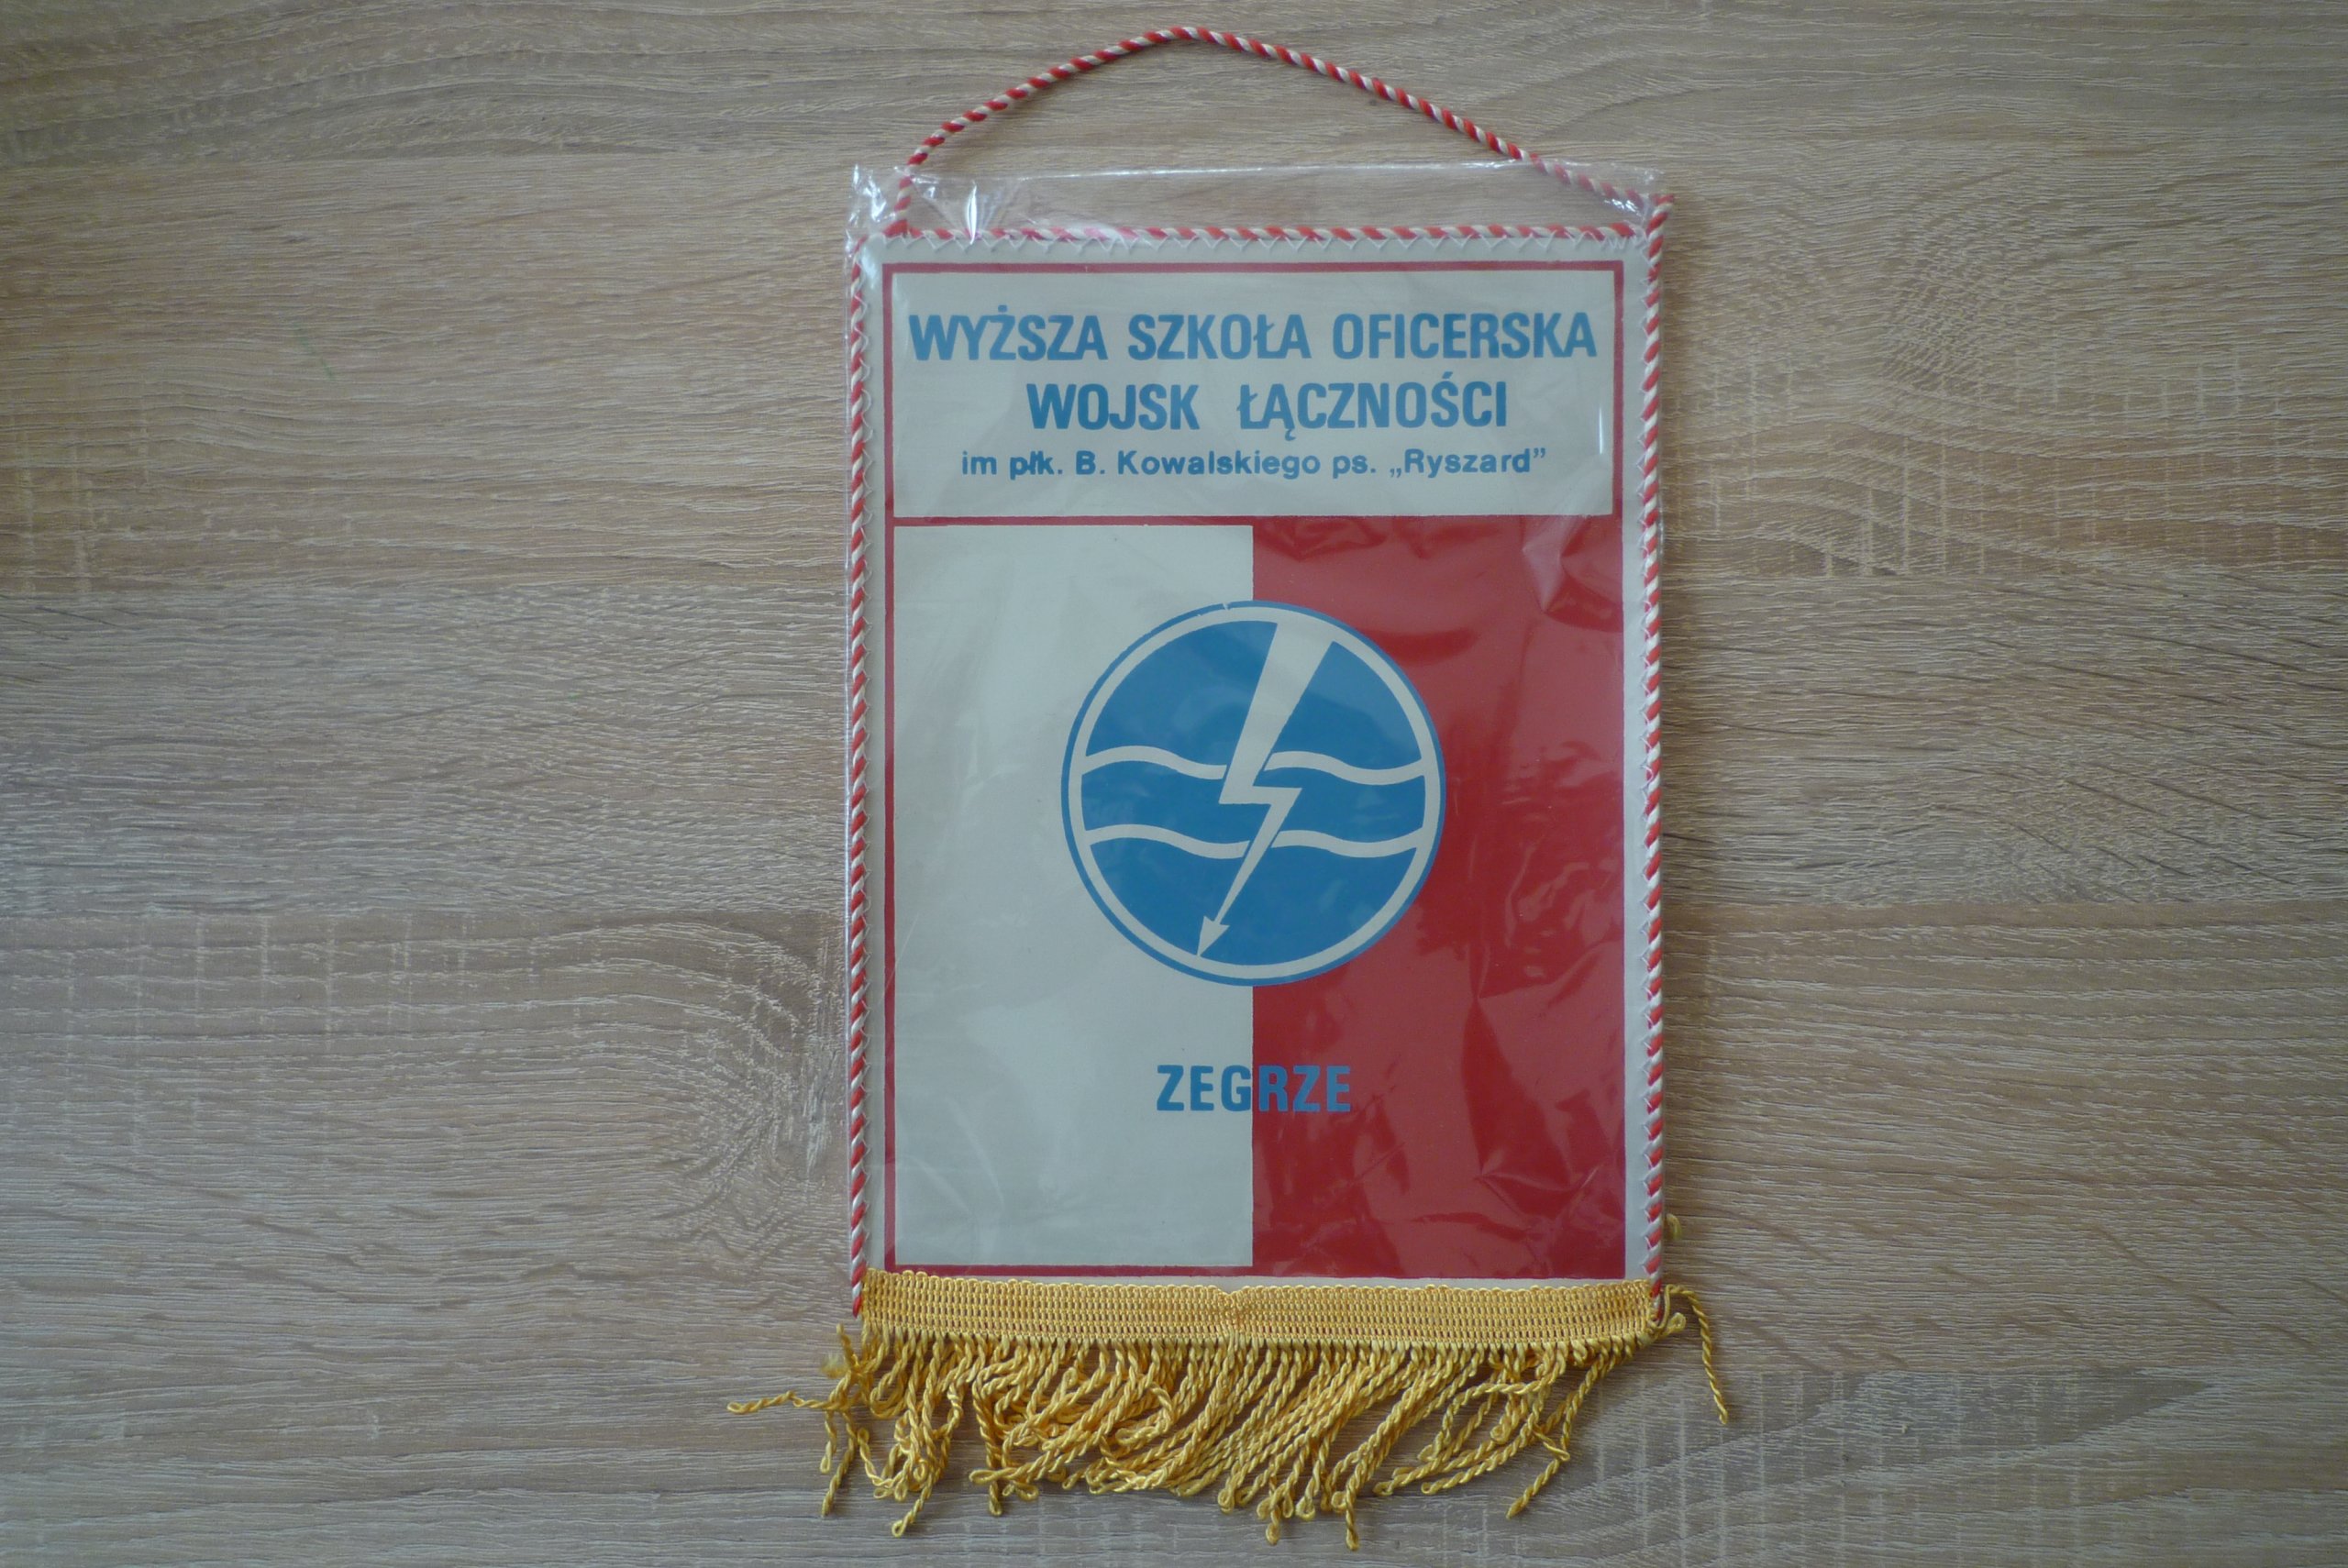 WYŻSZA SZKOŁA OFICERSKA
WOJSK ŁĄCZNOŚCI
im płk. B. Kowalskiego ps. „Ryszard”
ZEGRZE